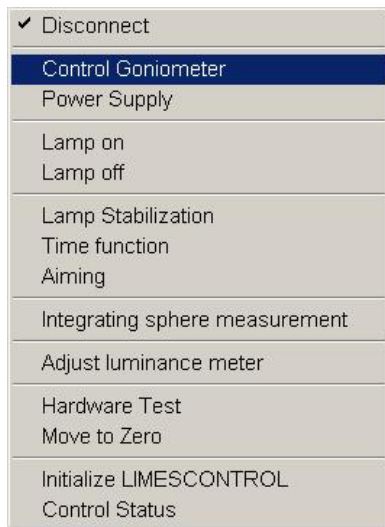 Disconnect
Control Goniometer
Power Supply
Lamp on
Lamp off
Lamp Stabilization
Time function
Aiming
Integrating sphere measurement
Adjust luminance meter
Hardware Test
Move to Zero
Initialize LIMESCONTROL
Control Status